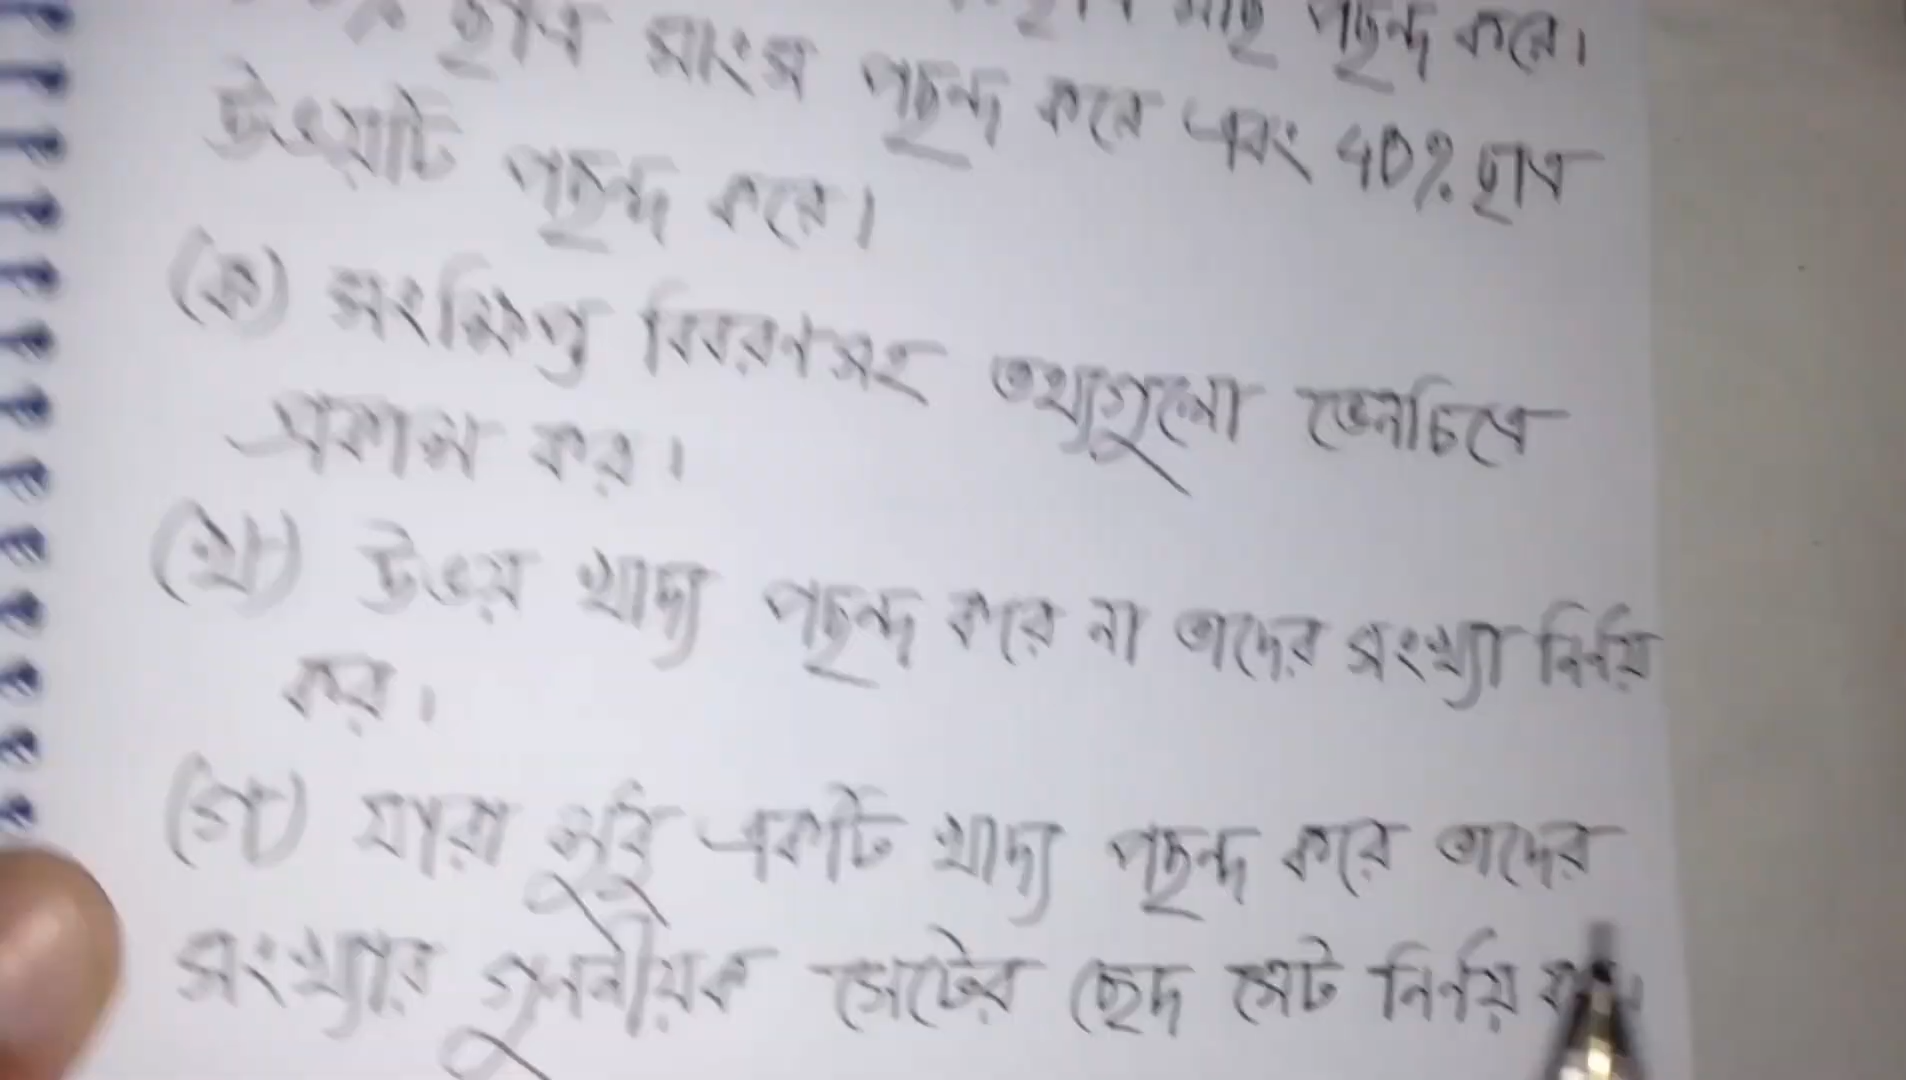 ছাত্র মাছ পছন্দ করে।
% ছাত্র মাংস পছন্দ করে এবং 40% ছাত্র
উভয়টি পছন্দ করে।
(ক) সংক্ষিপ্ত বিবরণসহ তথ্যগুলো ভেনচিত্রে
প্রকাশ কর।
(খ) উভয় খাদ্য পছন্দ করে না তাদের সংখ্যা নির্ণয়
কর।
(গ) যারা শুধু একটি খাদ্য পছন্দ করে তাদের
সংখ্যার গুণনীয়ক সেটের ছেদ সেট নির্ণয়